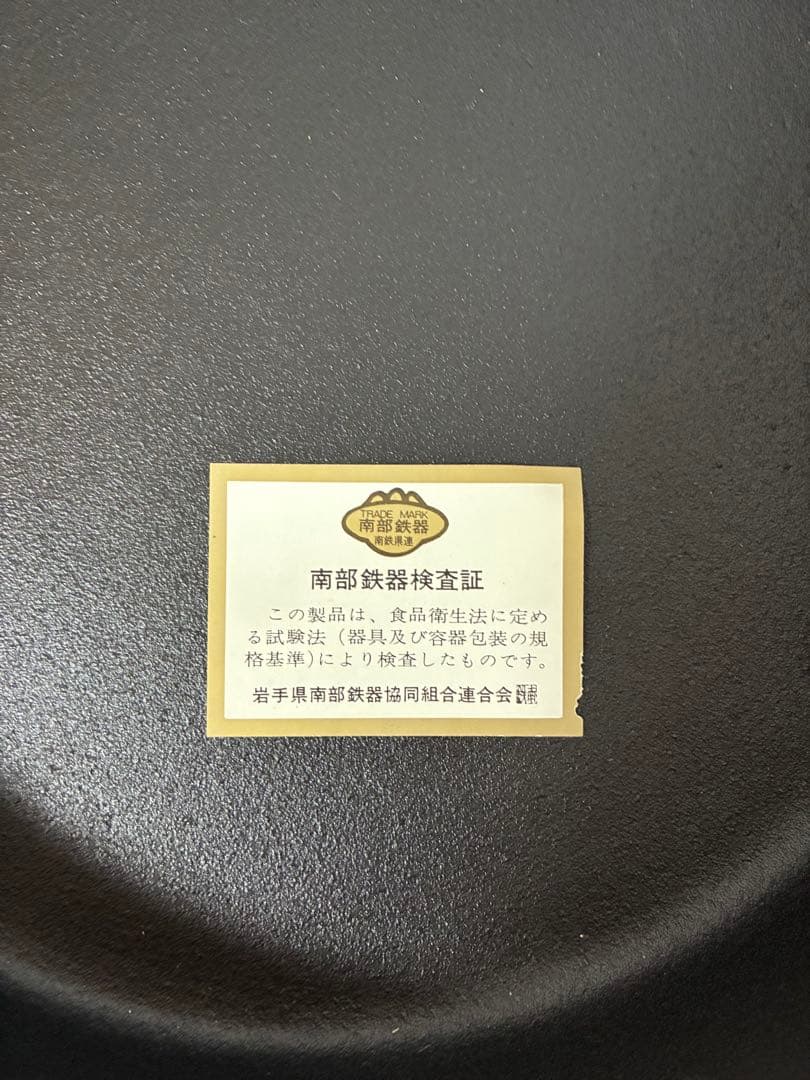 TRADE MARK
南部鉄器
南鉄県連
南部鉄器検査証
この製品は、食品衛生法に定め
る試験法（器具及び容器包装の規
格基準）により検査したものです。
岩手県南部鉄器協同組合連合会